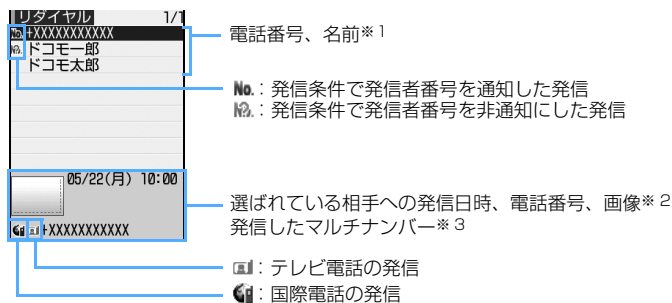 リダイヤル 1/1
No. +XXXXXXXXXXX
No. ドコモ一郎
ドコモ太郎
05/22(月) 10:00
+XXXXXXXXXXX
電話番号、名前※1
No.：発信条件で発信者番号を通知した発信
No.：発信条件で発信者番号を非通知にした発信
選ばれている相手への発信日時、電話番号、画像※2
発信したマルチナンバー※3
：テレビ電話の発信
：国際電話の発信